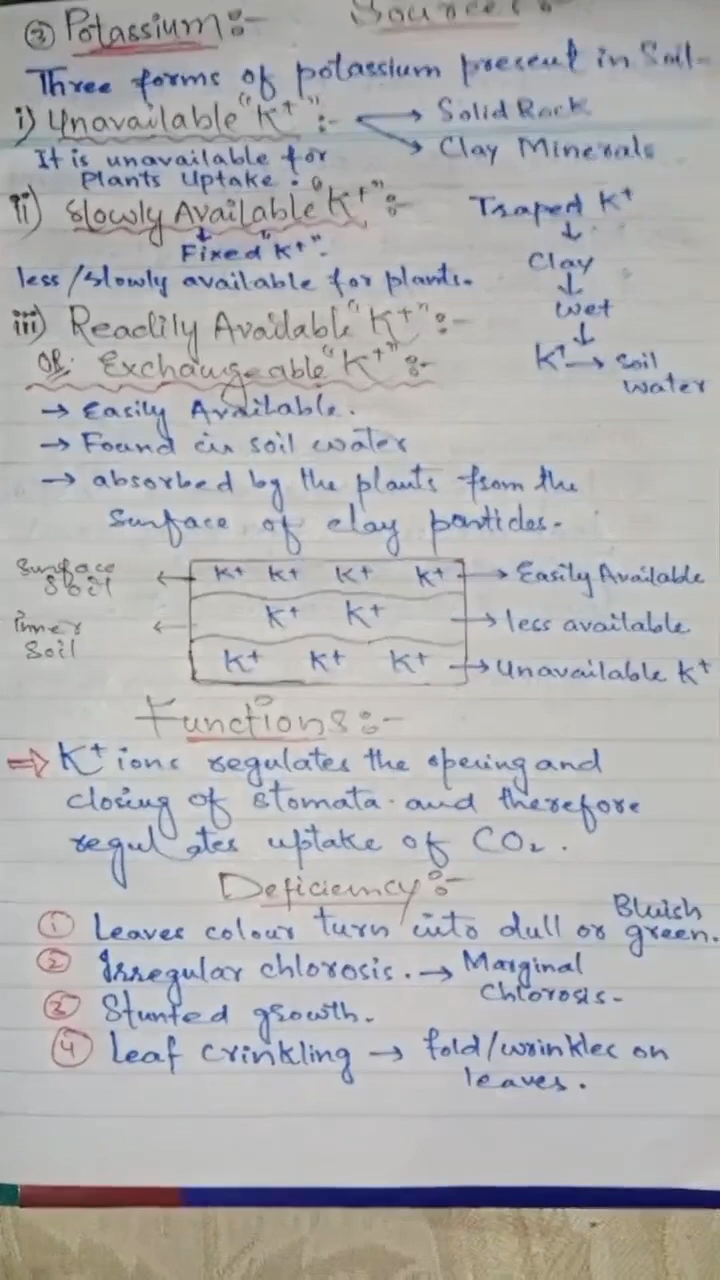 ③ Potassium:-
Sources:-
Three forms of potassium present in Soil-
i) Unavailable "K+" :- → Solid Rock
→ Clay Minerals
It is unavailable for
Plants Uptake.
ii) Slowly Available "K+":-
↓
Fixed "K+".
less/slowly available for plants.
Traped K+
↓
Clay
↓
Wet
↓
K+ → Soil
water
iii) Readily Available "K+":-
OR: Exchangeable "K+":-
→ Easily Available.
→ Found in soil water
→ absorbed by the plants from the
Surface of clay particles.
Surface
Soil ← K+ K+ K+ K+ → Easily Available
Inner
Soil ← K+ K+ → less available
K+ K+ K+ → Unavailable K+
Functions:-
⇒ K+ ions regulates the opening and
closing of stomata and therefore
regulates uptake of CO2.
Deficiency:-
① Leaves colour turn into dull or Bluish
green.
② Irregular chlorosis. → Marginal
Chlorosis-
③ Stunted growth.
④ Leaf crinkling → fold/wrinkles on
leaves.